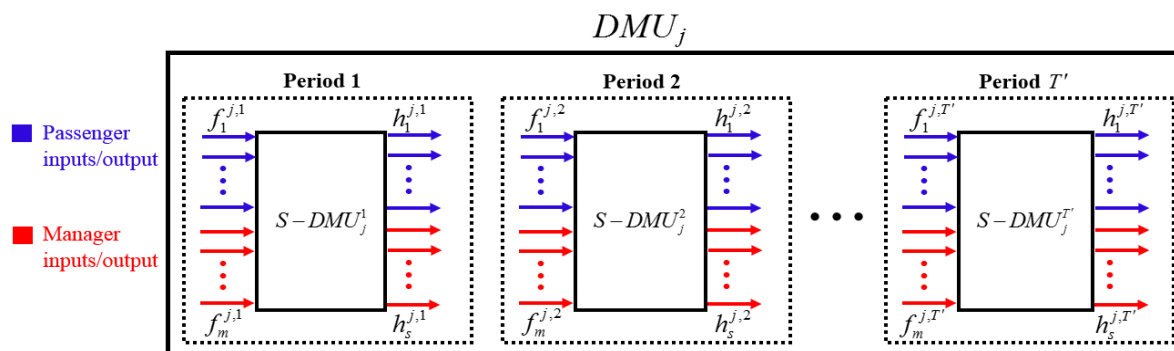 DMU_j
Period 1 Period 2 Period T'
f_1^{j,1} h_1^{j,1} f_1^{j,2} h_1^{j,2} f_1^{j,T'} h_1^{j,T'}
Passenger
inputs/output
S-DMU_j^1 S-DMU_j^2 S-DMU_j^{T'}
Manager
inputs/output
f_m^{j,1} h_s^{j,1} f_m^{j,2} h_s^{j,2} f_m^{j,T'} h_s^{j,T'}